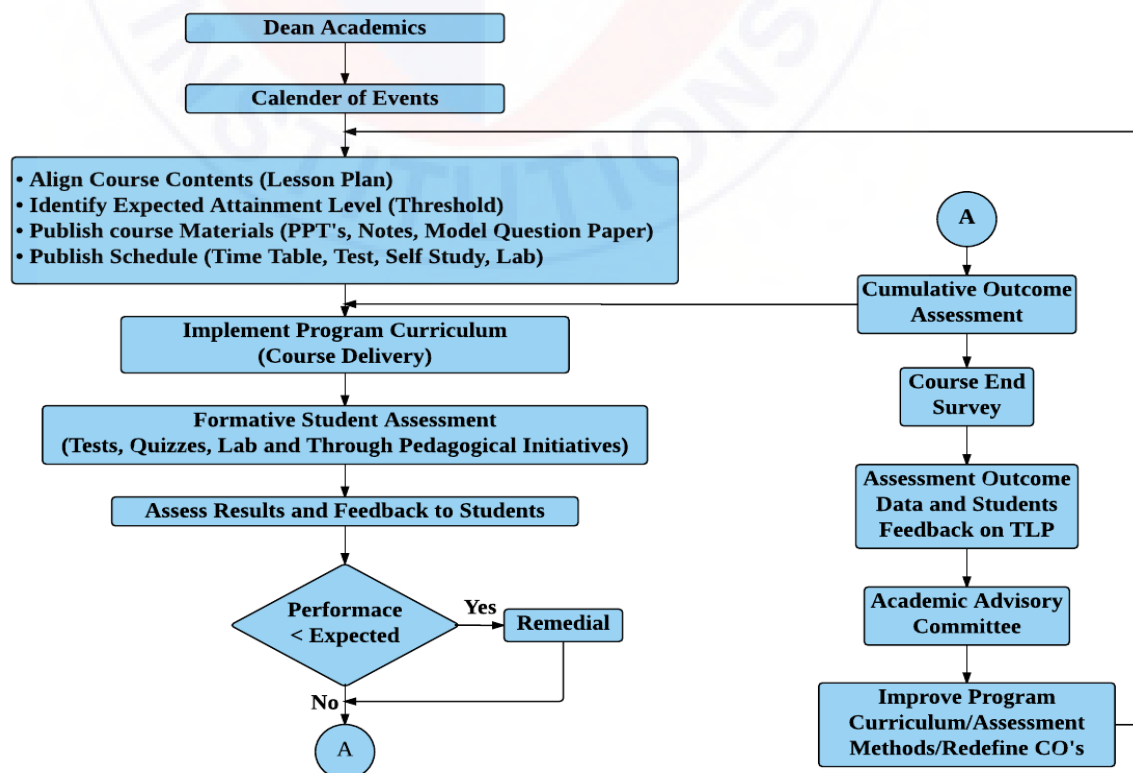 Dean Academics
Calender of Events
• Align Course Contents (Lesson Plan)
• Identify Expected Attainment Level (Threshold)
• Publish course Materials (PPT's, Notes, Model Question Paper)
• Publish Schedule (Time Table, Test, Self Study, Lab)
Implement Program Curriculum
(Course Delivery)
Formative Student Assessment
(Tests, Quizzes, Lab and Through Pedagogical Initiatives)
Assess Results and Feedback to Students
Performace
< Expected
Yes
Remedial
No
A
A
Cumulative Outcome
Assessment
Course End
Survey
Assessment Outcome
Data and Students
Feedback on TLP
Academic Advisory
Committee
Improve Program
Curriculum/Assessment
Methods/Redefine CO's
INSTITUTIONS